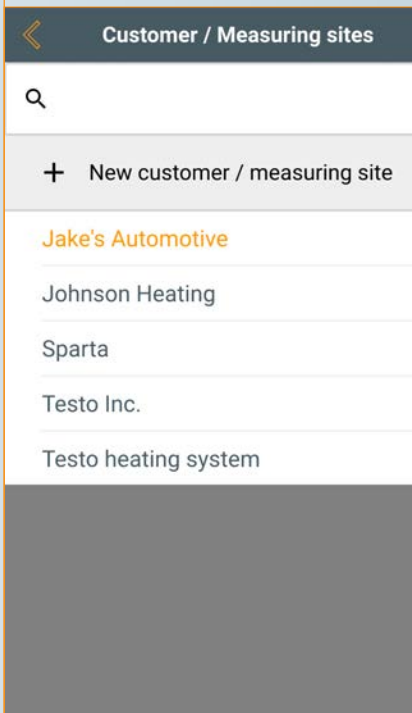 Customer / Measuring sites
New customer / measuring site
Jake's Automotive
Johnson Heating
Sparta
Testo Inc.
Testo heating system